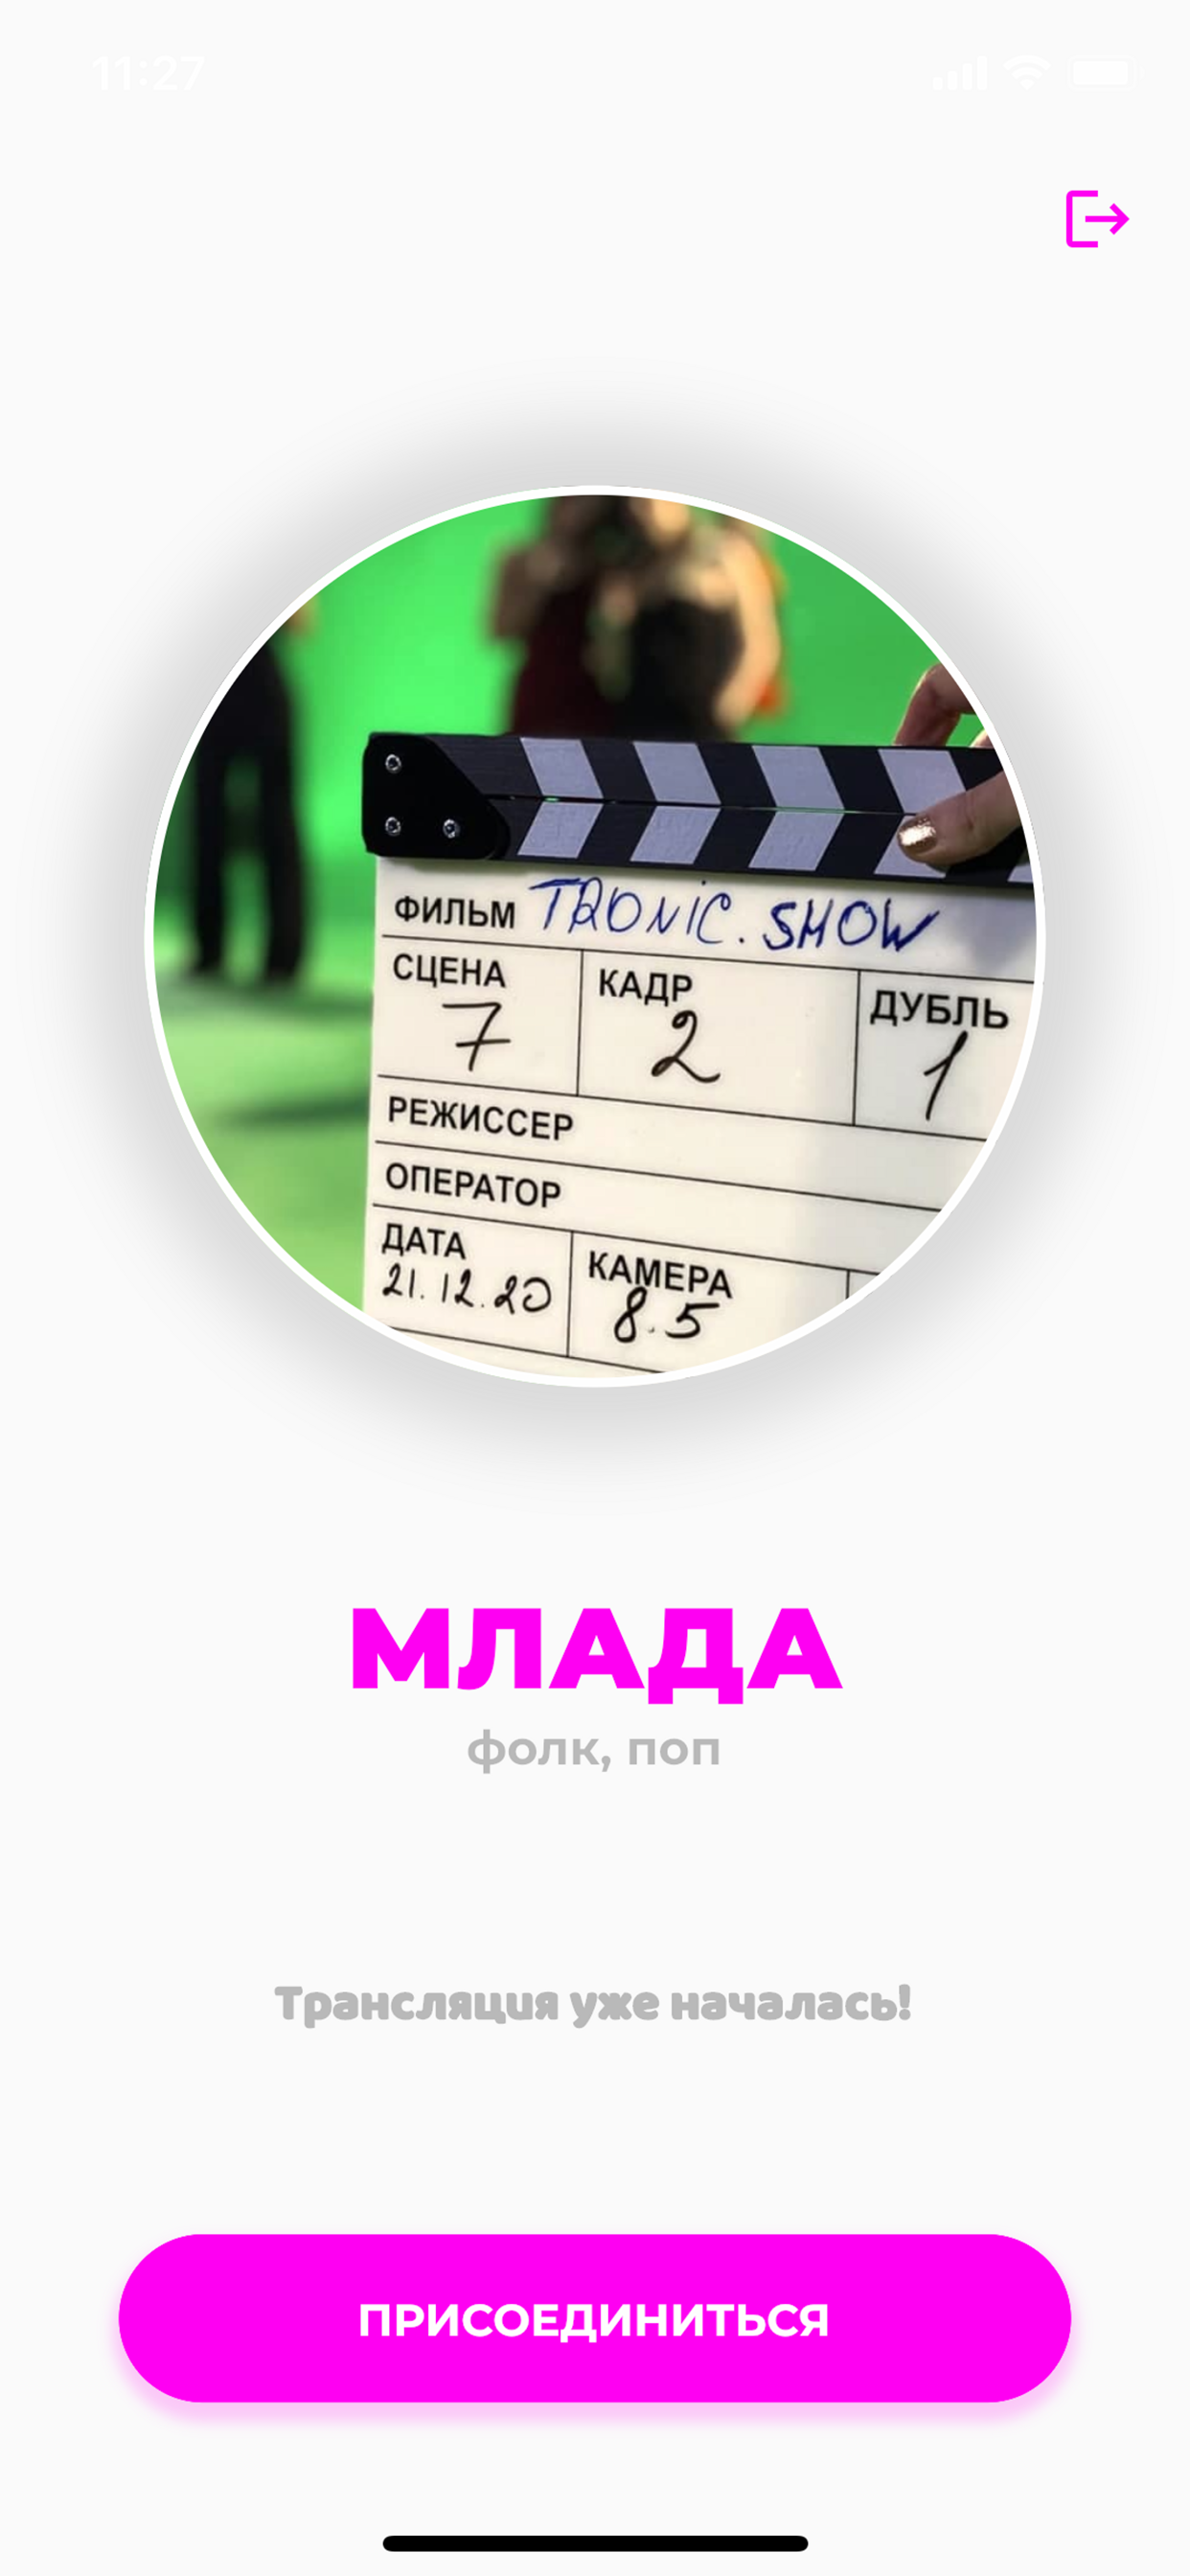 11:27
ФИЛЬМ TRONIC.SHOW
СЦЕНА КАДР ДУБЛЬ
7 2 1
РЕЖИССЕР
ОПЕРАТОР
ДАТА КАМЕРА
21.12.20 8.5
МЛАДА
фолк, поп
Трансляция уже началась!
ПРИСОЕДИНИТЬСЯ